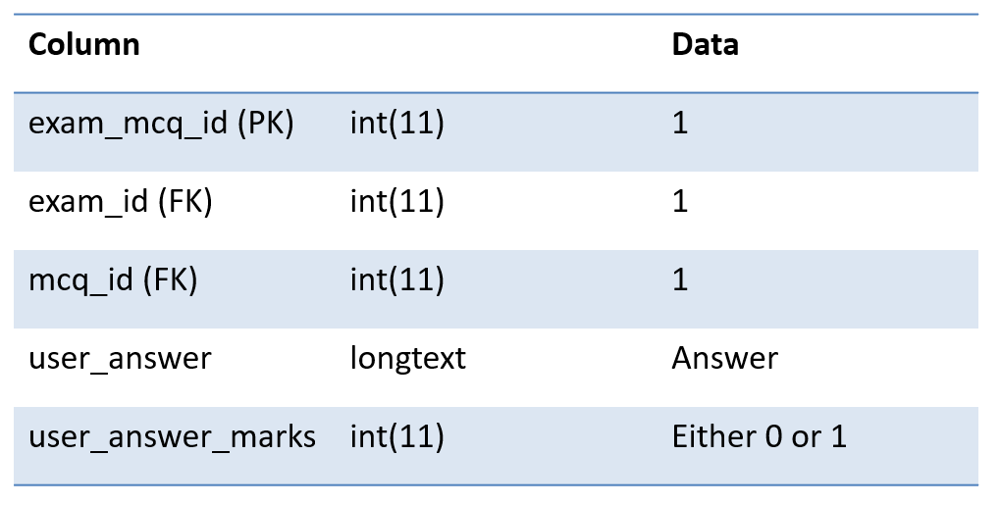 Column Data
exam_mcq_id (PK) int(11) 1
exam_id (FK) int(11) 1
mcq_id (FK) int(11) 1
user_answer longtext Answer
user_answer_marks int(11) Either 0 or 1